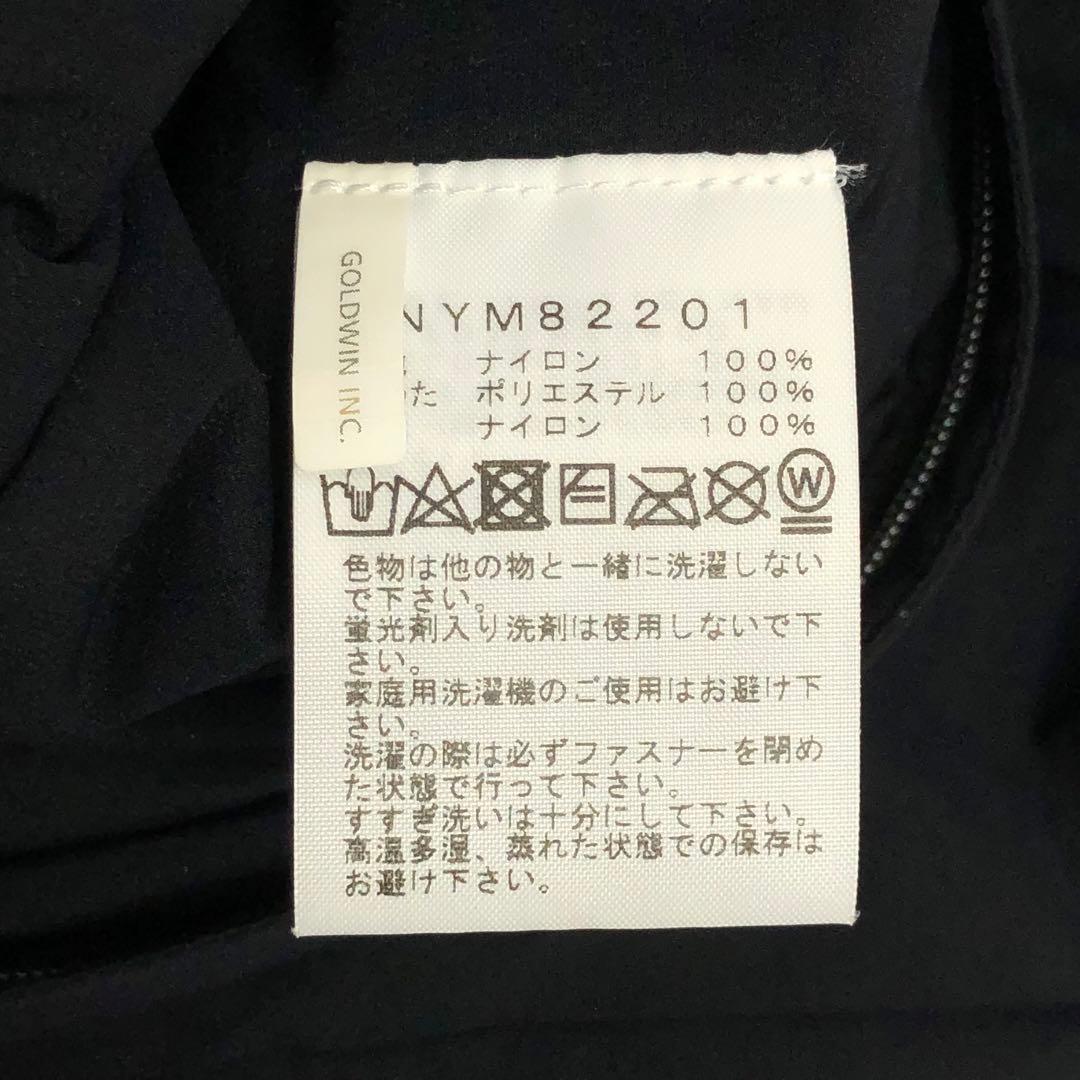 GOLDWIN INC.
NYM82201
ナイロン 100%
わた ポリエステル 100%
ナイロン 100%
W
色物は他の物と一緒に洗濯しない
で下さい。
蛍光剤入り洗剤は使用しないで下
さい。
家庭用洗濯機のご使用はお避け下
さい。
洗濯の際は必ずファスナーを閉め
た状態で行って下さい。
すすぎ洗いは十分にして下さい。
高温多湿、蒸れた状態での保存は
お避け下さい。